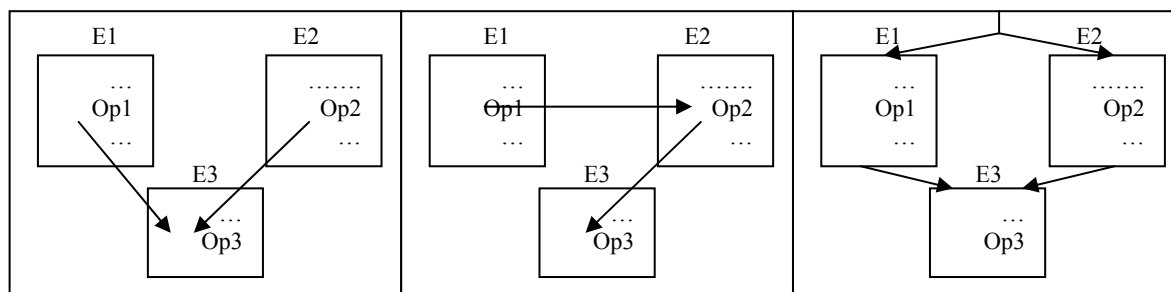 E1 E2
… …….
Op1 Op2
… …
E3
…
Op3
E1 E2
… …….
Op1 Op2
… …
E3
…
Op3
E1 E2
… …….
Op1 Op2
… …
E3
…
Op3